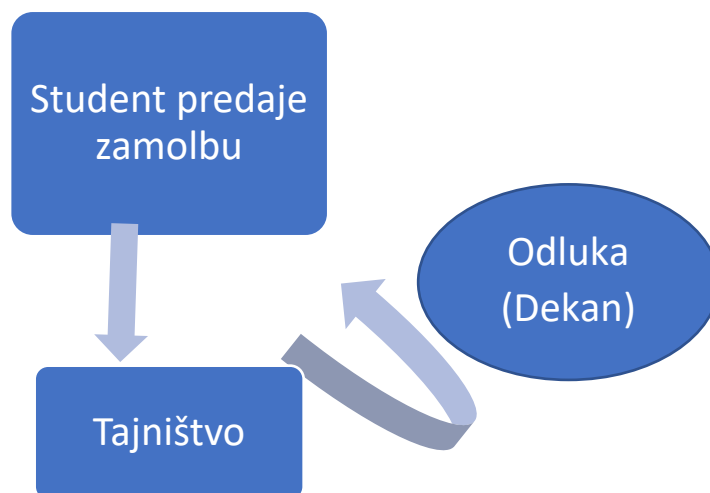 Student predaje
zamolbu
Odluka
(Dekan)
Tajništvo